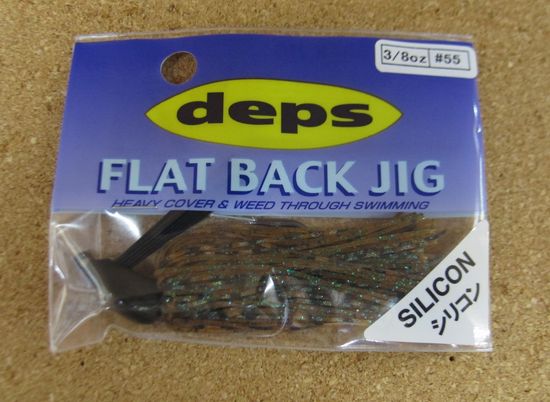 3/8oz #55
deps
FLAT BACK JIG
HEAVY COVER & WEED THROUGH SWIMMING
SILICON
シリコン